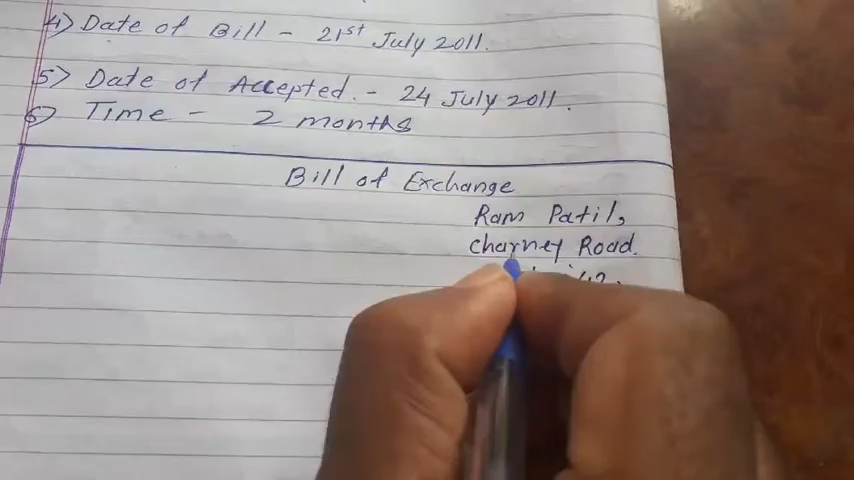 4) Date of Bill - 21st July 2011.
5) Date of Accepted. - 24 July 2011.
6) Time - 2 months
Bill of Exchange
Ram Patil,
Charney Road.